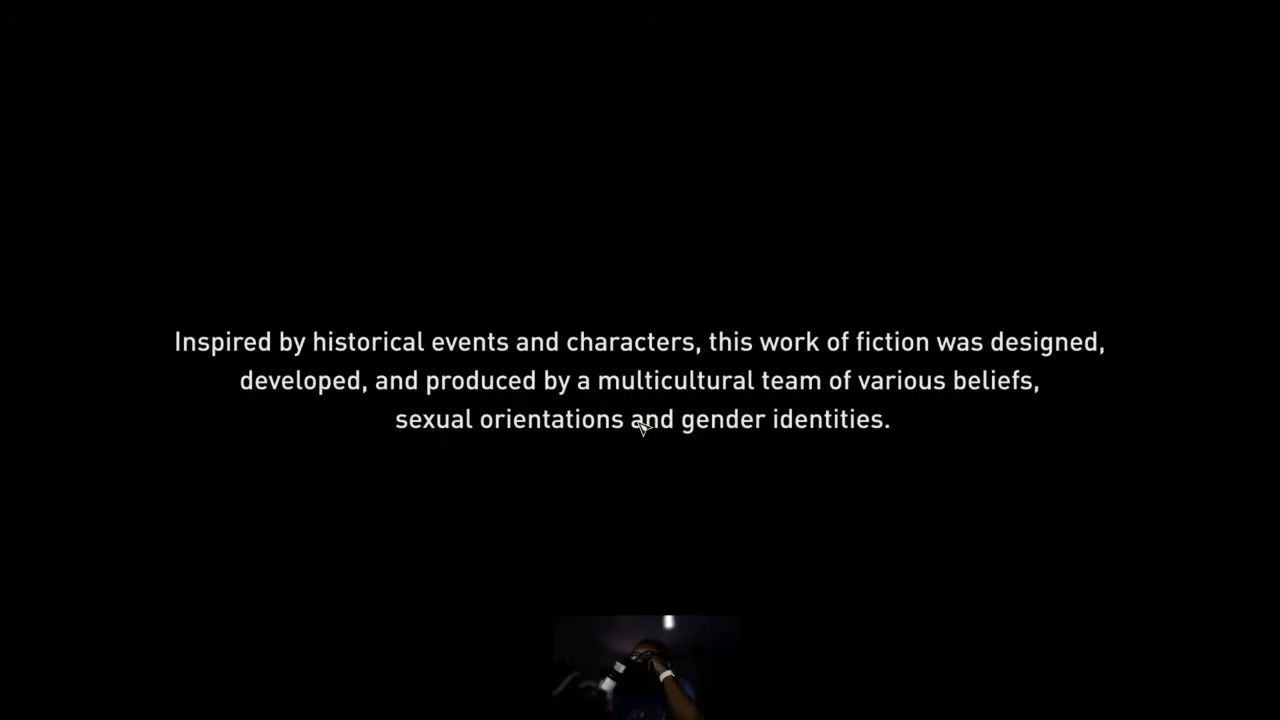 Inspired by historical events and characters, this work of fiction was designed,
developed, and produced by a multicultural team of various beliefs,
sexual orientations and gender identities.